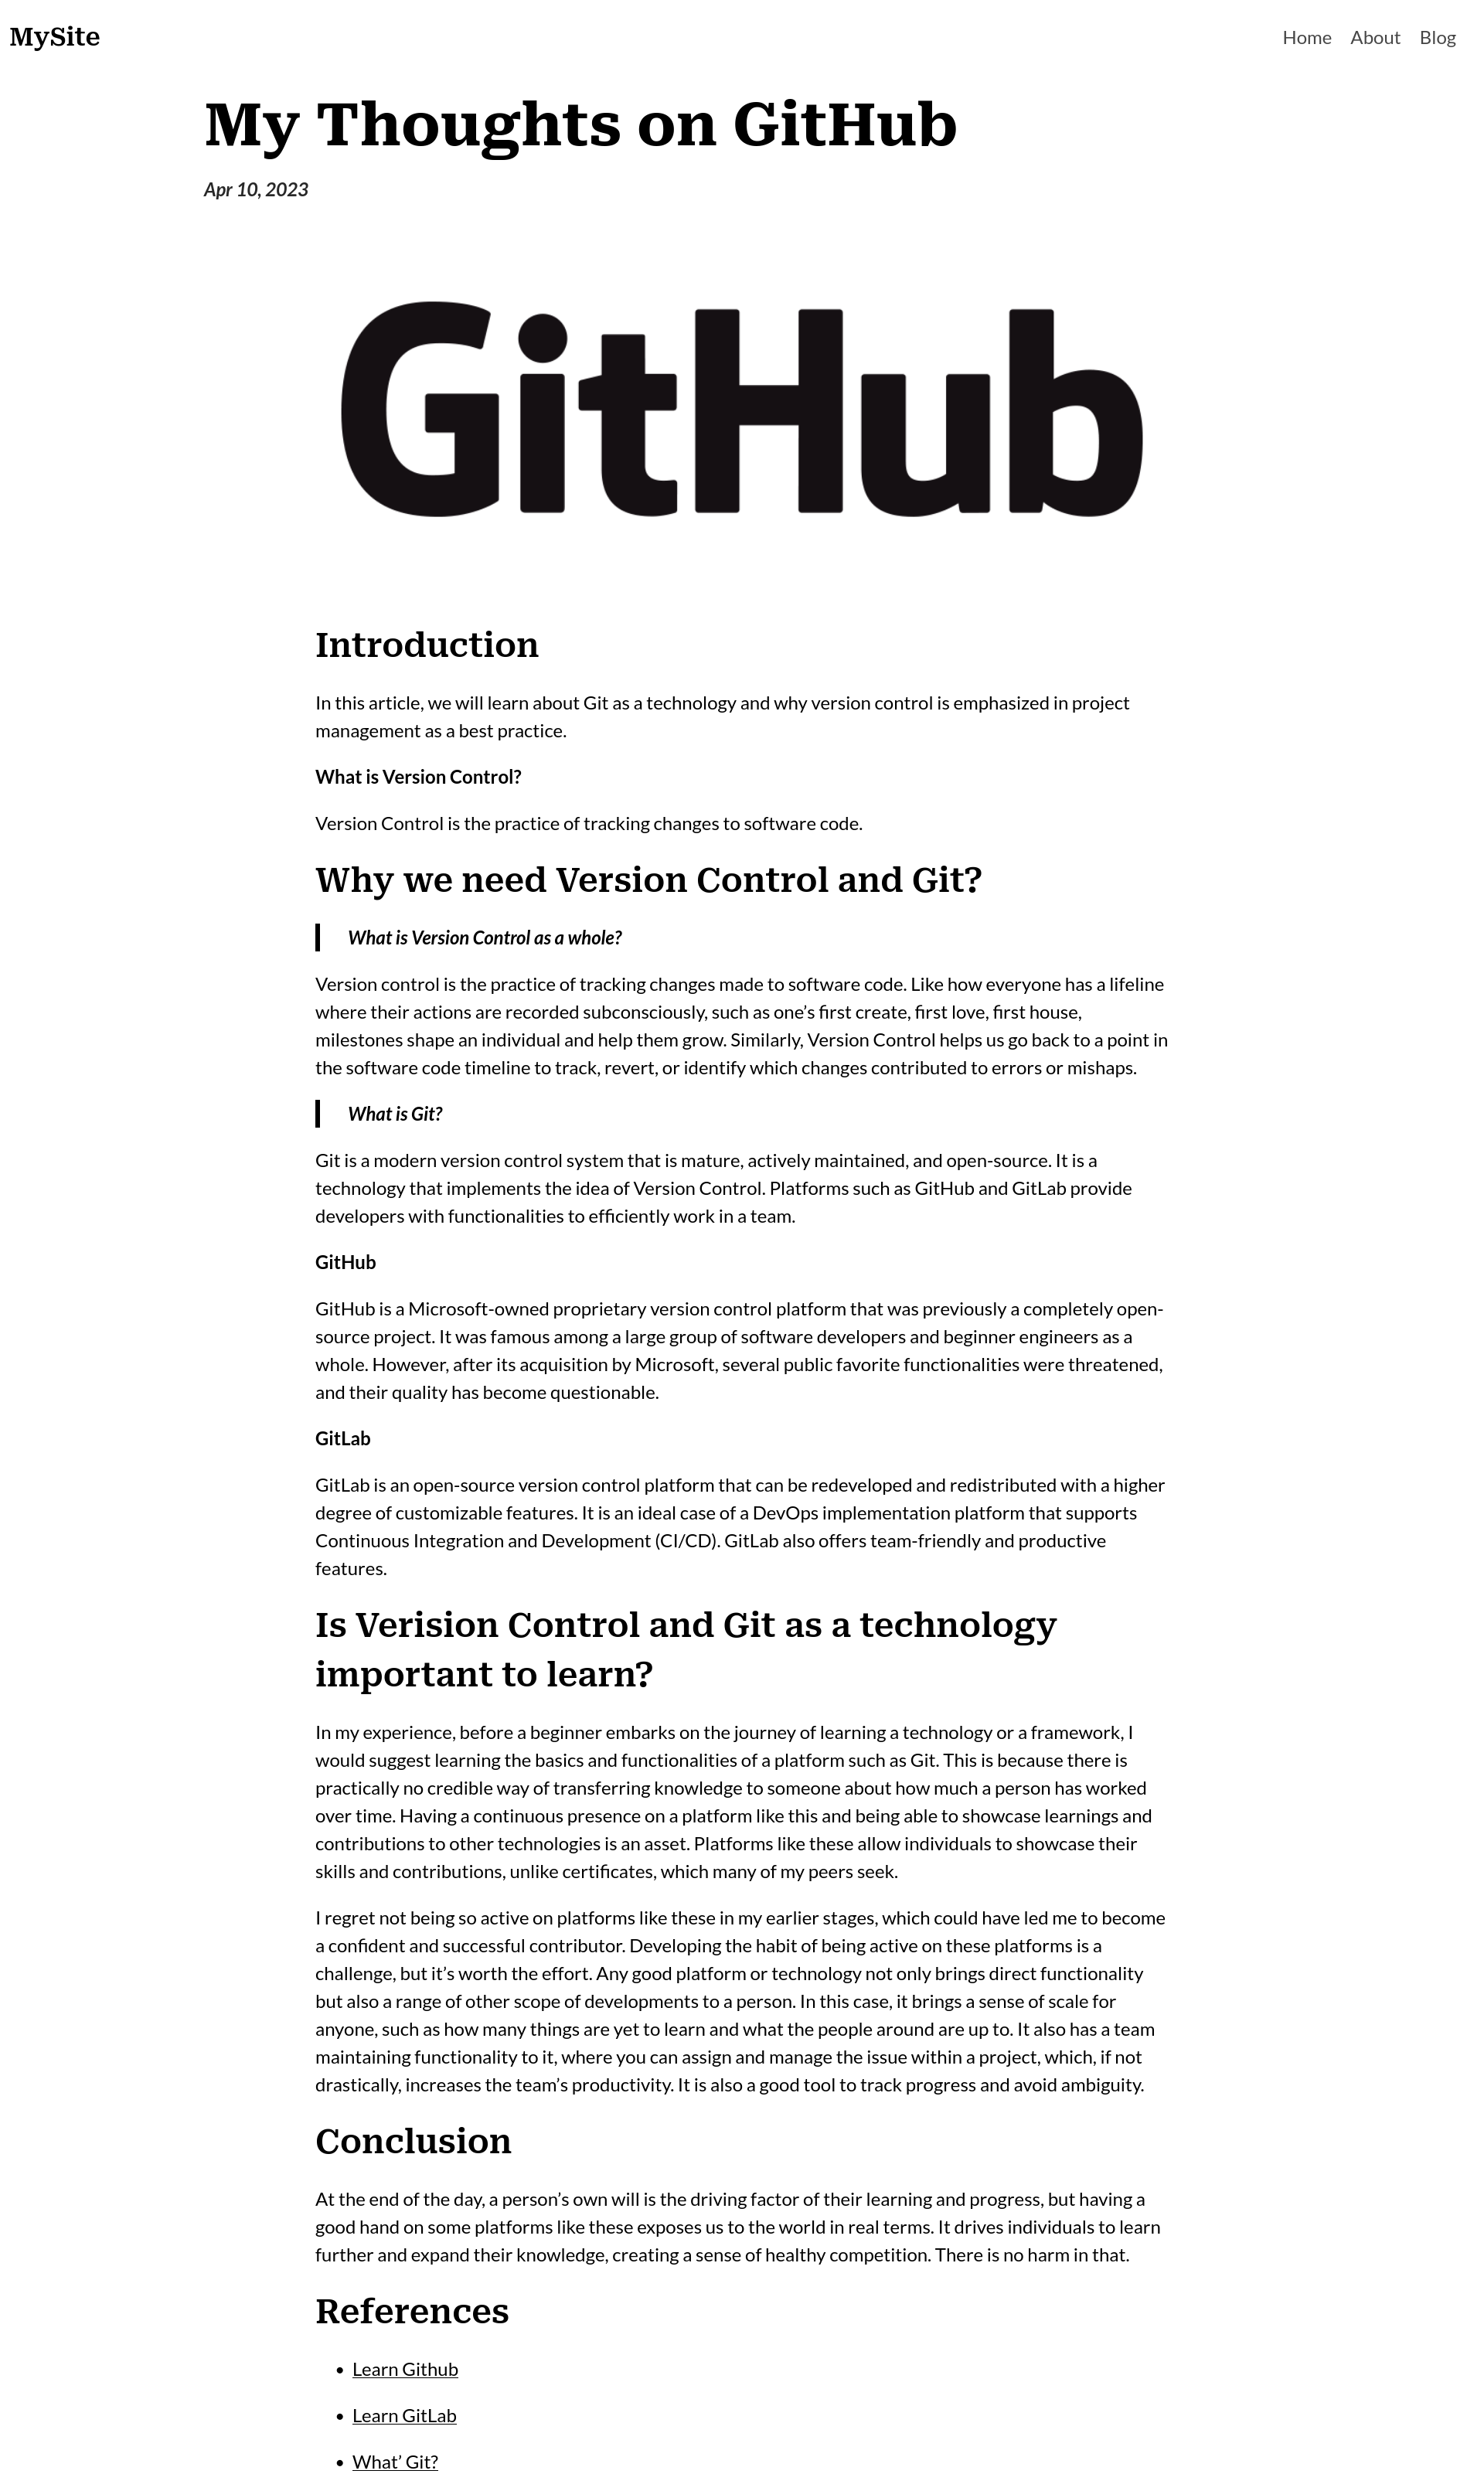 MySite
Home About Blog
My Thoughts on GitHub
Apr 10, 2023
GitHub
Introduction
In this article, we will learn about Git as a technology and why version control is emphasized in project
management as a best practice.
What is Version Control?
Version Control is the practice of tracking changes to software code.
Why we need Version Control and Git?
What is Version Control as a whole?
Version control is the practice of tracking changes made to software code. Like how everyone has a lifeline
where their actions are recorded subconsciously, such as one’s first create, first love, first house,
milestones shape an individual and help them grow. Similarly, Version Control helps us go back to a point in
the software code timeline to track, revert, or identify which changes contributed to errors or mishaps.
What is Git?
Git is a modern version control system that is mature, actively maintained, and open-source. It is a
technology that implements the idea of Version Control. Platforms such as GitHub and GitLab provide
developers with functionalities to efficiently work in a team.
GitHub
GitHub is a Microsoft-owned proprietary version control platform that was previously a completely open-
source project. It was famous among a large group of software developers and beginner engineers as a
whole. However, after its acquisition by Microsoft, several public favorite functionalities were threatened,
and their quality has become questionable.
GitLab
GitLab is an open-source version control platform that can be redeveloped and redistributed with a higher
degree of customizable features. It is an ideal case of a DevOps implementation platform that supports
Continuous Integration and Development (CI/CD). GitLab also offers team-friendly and productive
features.
Is Verision Control and Git as a technology
important to learn?
In my experience, before a beginner embarks on the journey of learning a technology or a framework, I
would suggest learning the basics and functionalities of a platform such as Git. This is because there is
practically no credible way of transferring knowledge to someone about how much a person has worked
over time. Having a continuous presence on a platform like this and being able to showcase learnings and
contributions to other technologies is an asset. Platforms like these allow individuals to showcase their
skills and contributions, unlike certificates, which many of my peers seek.
I regret not being so active on platforms like these in my earlier stages, which could have led me to become
a confident and successful contributor. Developing the habit of being active on these platforms is a
challenge, but it’s worth the effort. Any good platform or technology not only brings direct functionality
but also a range of other scope of developments to a person. In this case, it brings a sense of scale for
anyone, such as how many things are yet to learn and what the people around are up to. It also has a team
maintaining functionality to it, where you can assign and manage the issue within a project, which, if not
drastically, increases the team’s productivity. It is also a good tool to track progress and avoid ambiguity.
Conclusion
At the end of the day, a person’s own will is the driving factor of their learning and progress, but having a
good hand on some platforms like these exposes us to the world in real terms. It drives individuals to learn
further and expand their knowledge, creating a sense of healthy competition. There is no harm in that.
References
• Learn Github
• Learn GitLab
• What’ Git?